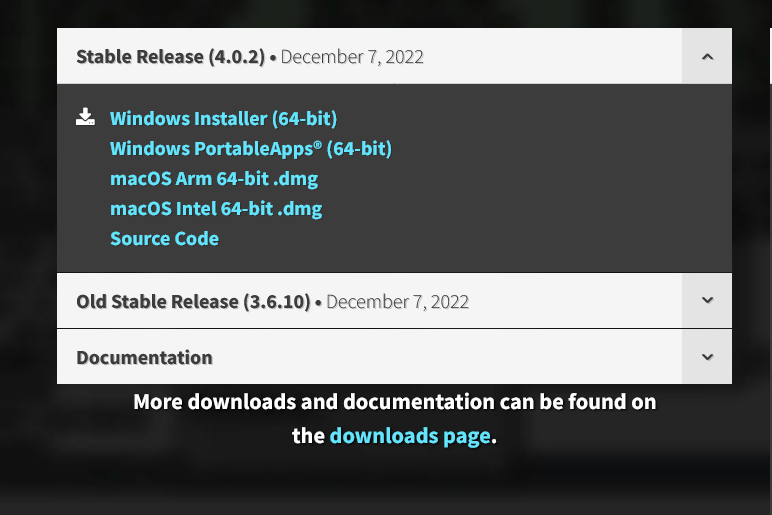 Stable Release (4.0.2) • December 7, 2022
Windows Installer (64-bit)
Windows PortableApps® (64-bit)
macOS Arm 64-bit .dmg
macOS Intel 64-bit .dmg
Source Code
Old Stable Release (3.6.10) • December 7, 2022
Documentation
More downloads and documentation can be found on
the downloads page.